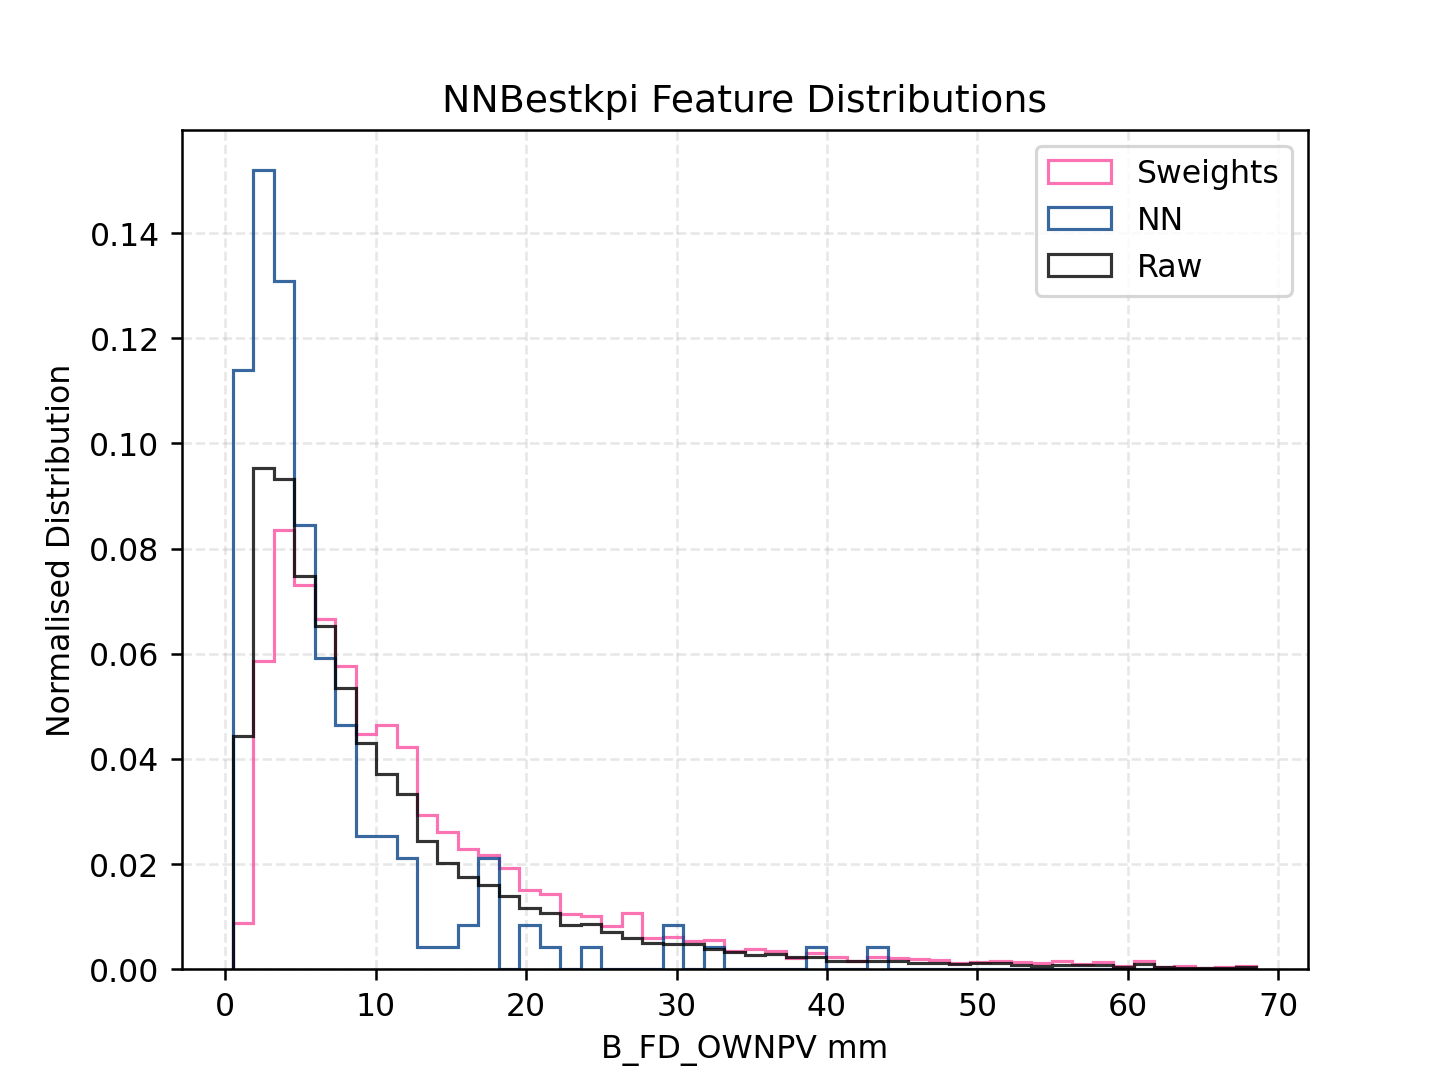 NNBestkpi Feature Distributions
Sweights
NN
Raw
Normalised Distribution
0.14
0.12
0.10
0.08
0.06
0.04
0.02
0.00
0 10 20 30 40 50 60 70
B_FD_OWNPV mm